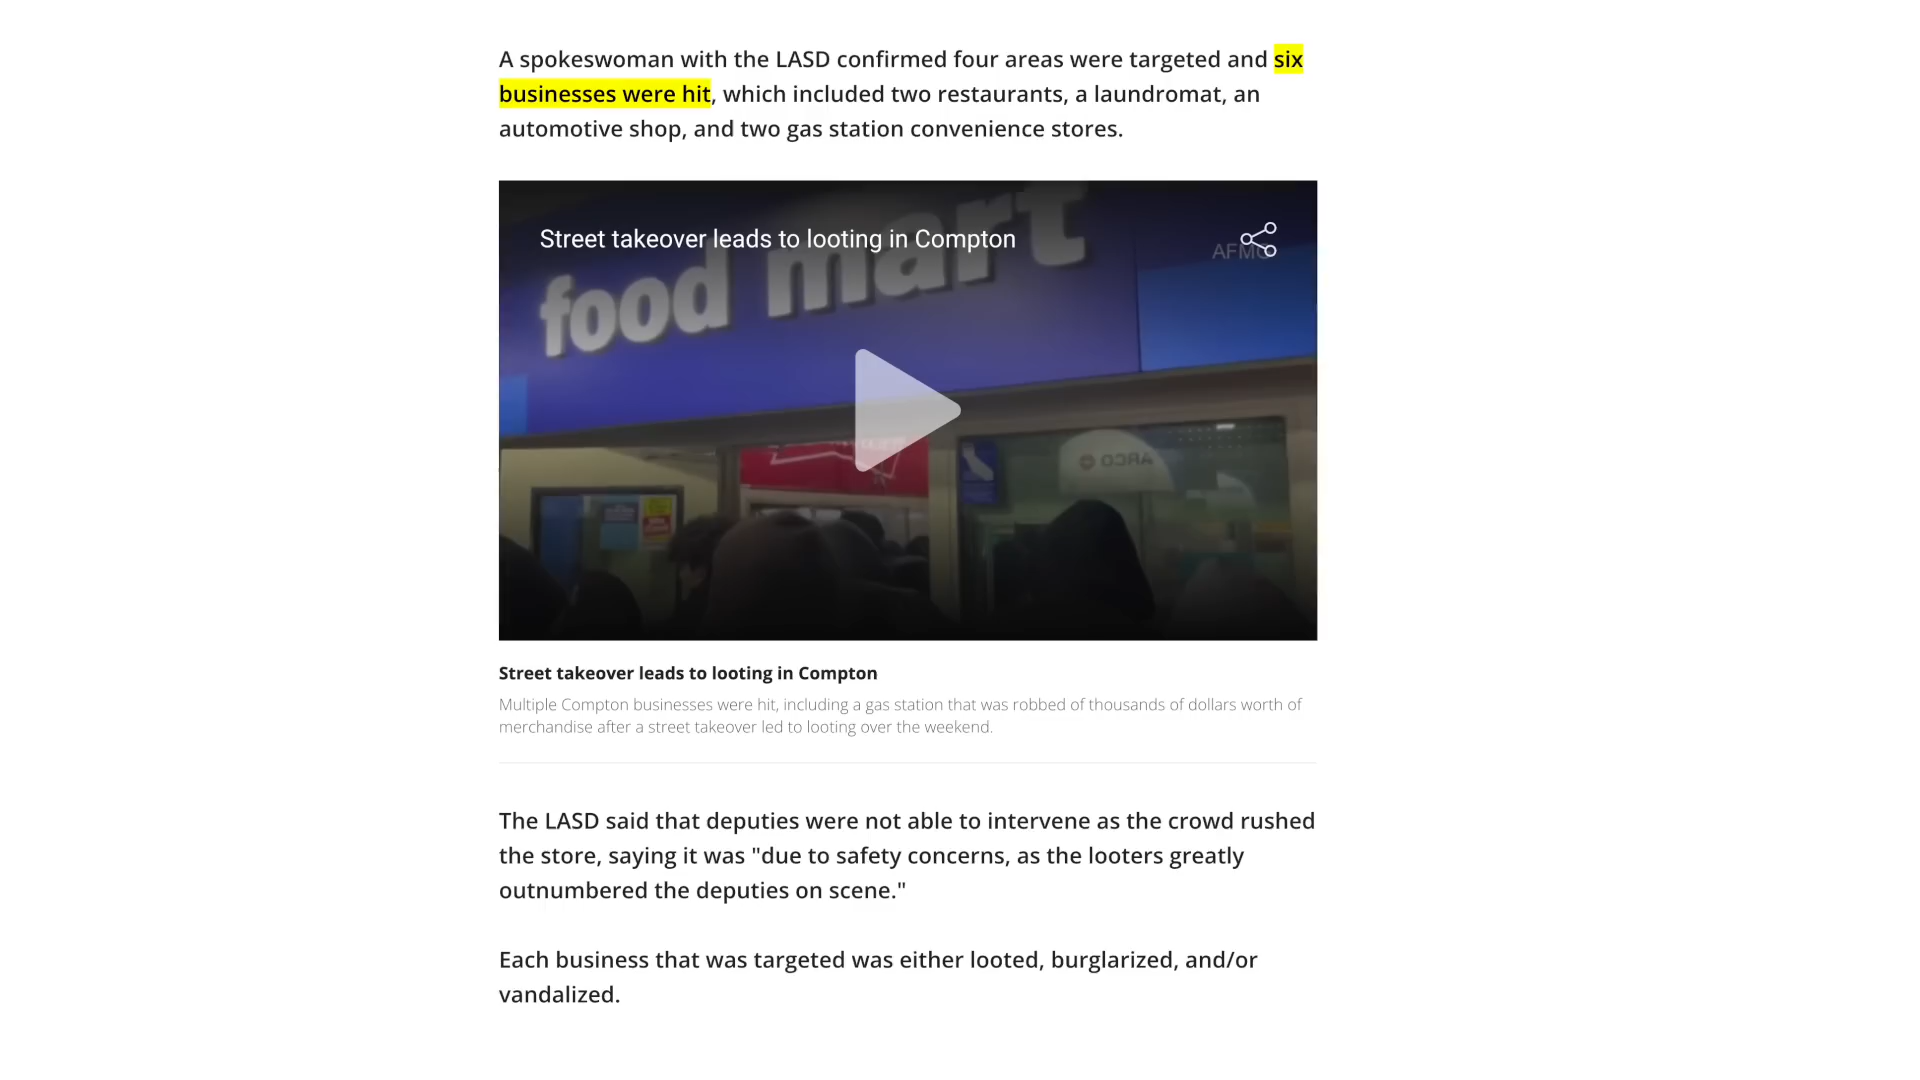 A spokeswoman with the LASD confirmed four areas were targeted and six
businesses were hit, which included two restaurants, a laundromat, an
automotive shop, and two gas station convenience stores.
Street takeover leads to looting in Compton
food mart
ARCO
Street takeover leads to looting in Compton
Multiple Compton businesses were hit, including a gas station that was robbed of thousands of dollars worth of
merchandise after a street takeover led to looting over the weekend.
The LASD said that deputies were not able to intervene as the crowd rushed
the store, saying it was "due to safety concerns, as the looters greatly
outnumbered the deputies on scene."
Each business that was targeted was either looted, burglarized, and/or
vandalized.